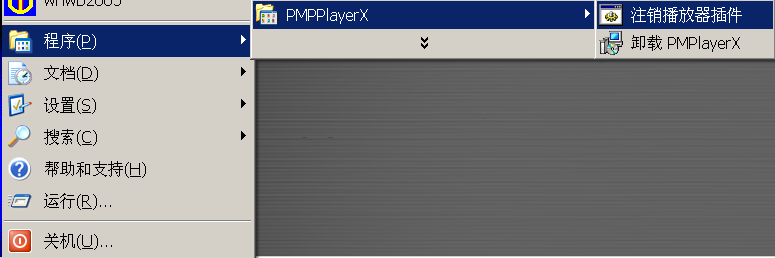 WHWD2005
程序(P)
文档(D)
设置(S)
搜索(C)
帮助和支持(H)
运行(R)...
关机(U)...
PMPPlayerX
注销播放器插件
卸载 PMPlayerX